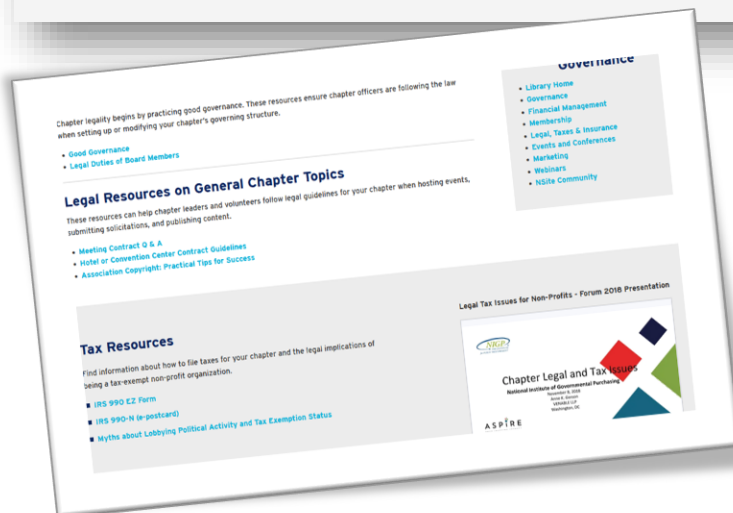 Chapter legality begins by practicing good governance. These resources ensure chapter officers are following the law
when setting up or modifying your chapter's governing structure.
• Good Governance
• Legal Duties of Board Members
Legal Resources on General Chapter Topics
These resources can help chapter leaders and volunteers follow legal guidelines for your chapter when hosting events,
submitting solicitations, and publishing content.
• Meeting Contract Q & A
• Hotel or Convention Center Contract Guidelines
• Association Copyright: Practical Tips for Success
Governance
• Library Home
• Governance
• Financial Management
• Membership
• Legal, Taxes & Insurance
• Events and Conferences
• Marketing
• Webinars
• NSite Community
Tax Resources
Find information about how to file taxes for your chapter and the legal implications of
being a tax-exempt non-profit organization.
■ IRS 990 EZ Form
■ IRS 990-N (e-postcard)
■ Myths about Lobbying Political Activity and Tax Exemption Status
Legal Tax Issues for Non-Profits - Forum 2018 Presentation
NIGP
Chapter Legal and Tax Issues
National Institute of Governmental Purchasing
VENABLE LLP
Washington, DC
ASPIRE